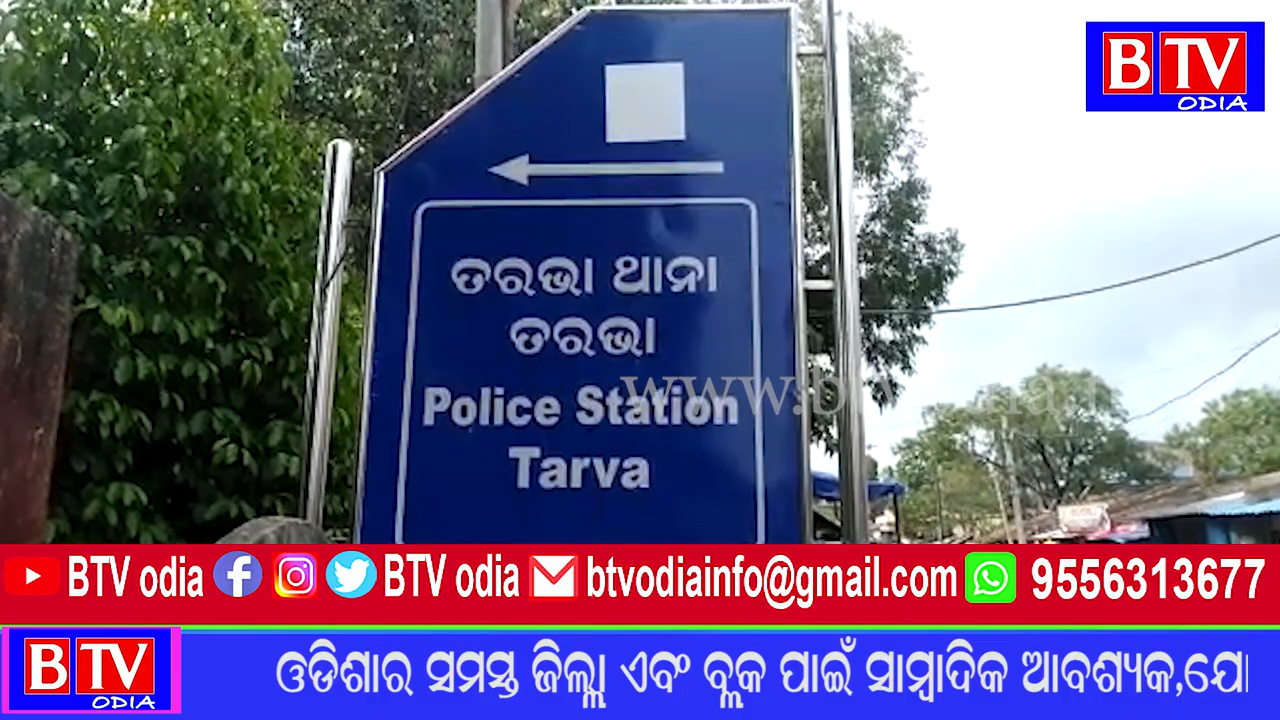 BTV
ODIA
ତରଭା ଥାନା
ତରଭା
Police Station
Tarva
BTV odia BTV odia btvodiainfo@gmail.com 9556313677
BTV
ODIA
ଓଡିଶାର ସମସ୍ତ ଜିଲ୍ଲା ଏବଂ ବ୍ଲକ ପାଇଁ ସାମ୍ବାଦିକ ଆବଶ୍ୟକ,ଯୋ